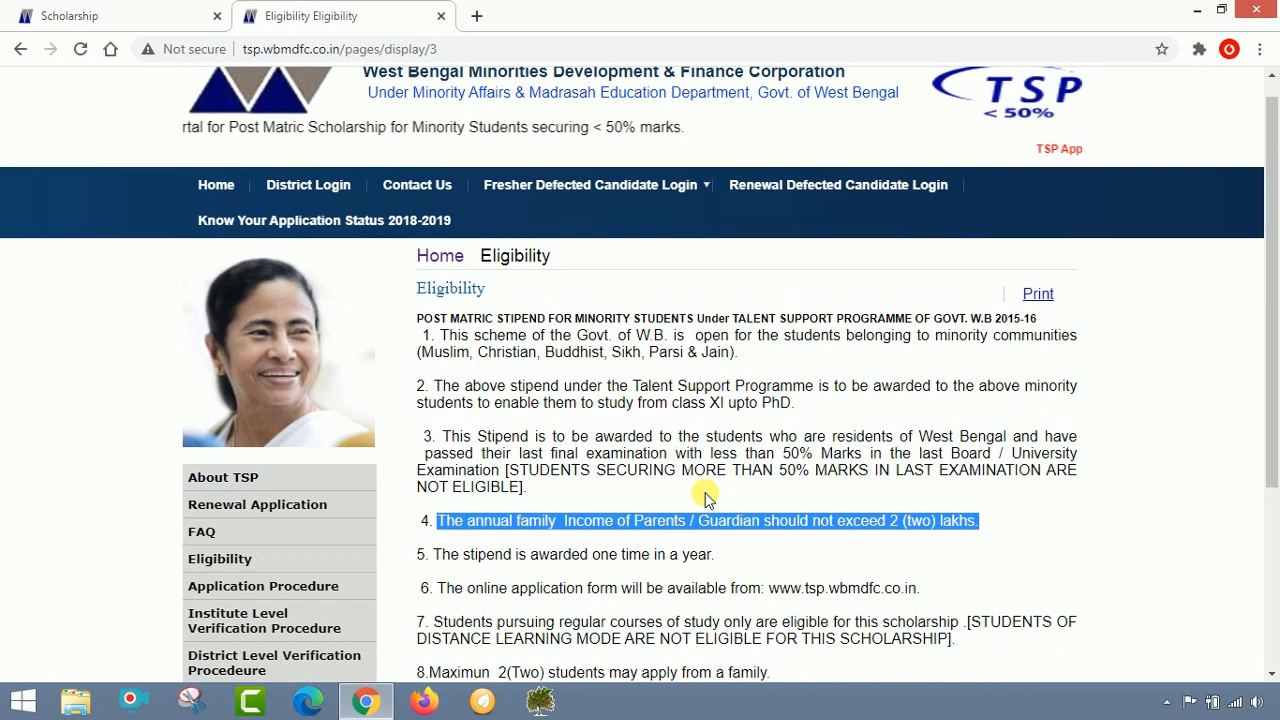 Scholarship
Eligibility Eligibility
Not secure tsp.wbmdfc.co.in/pages/display/3
West Bengal Minorities Development & Finance Corporation
Under Minority Affairs & Madrasah Education Department, Govt. of West Bengal
TSP
< 50%
rtal for Post Matric Scholarship for Minority Students securing < 50% marks.
TSP App
Home District Login Contact Us Fresher Defected Candidate Login Renewal Defected Candidate Login
Know Your Application Status 2018-2019
Home Eligibility
Eligibility
Print
POST MATRIC STIPEND FOR MINORITY STUDENTS Under TALENT SUPPORT PROGRAMME OF GOVT. W.B 2015-16
1. This scheme of the Govt. of W.B. is open for the students belonging to minority communities
(Muslim, Christian, Buddhist, Sikh, Parsi & Jain).
2. The above stipend under the Talent Support Programme is to be awarded to the above minority
students to enable them to study from class XI upto PhD.
3. This Stipend is to be awarded to the students who are residents of West Bengal and have
passed their last final examination with less than 50% Marks in the last Board / University
Examination [STUDENTS SECURING MORE THAN 50% MARKS IN LAST EXAMINATION ARE
NOT ELIGIBLE].
4. The annual family Income of Parents / Guardian should not exceed 2 (two) lakhs.
5. The stipend is awarded one time in a year.
6. The online application form will be available from: www.tsp.wbmdfc.co.in.
7. Students pursuing regular courses of study only are eligible for this scholarship .[STUDENTS OF
DISTANCE LEARNING MODE ARE NOT ELIGIBLE FOR THIS SCHOLARSHIP].
8.Maximun 2(Two) students may apply from a family.
About TSP
Renewal Application
FAQ
Eligibility
Application Procedure
Institute Level
Verification Procedure
District Level Verification
Procedeure